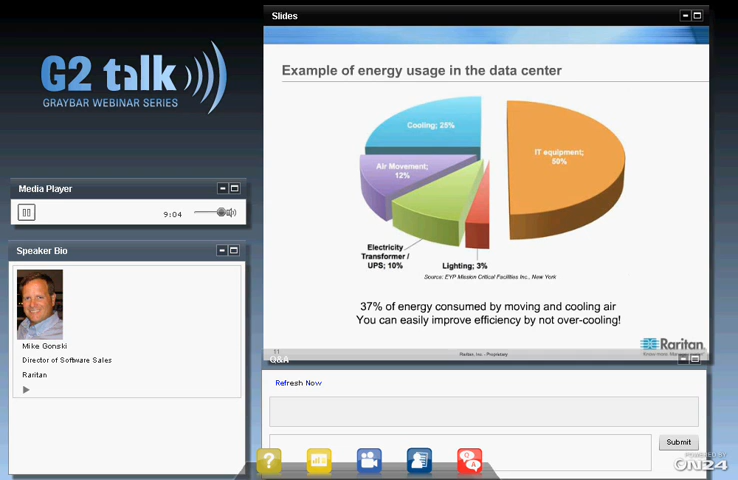 Slides
G2 talk
GRAYBAR WEBINAR SERIES
Example of energy usage in the data center
Cooling; 25%
IT equipment;
50%
Air Movement;
12%
Electricity
Transformer /
UPS; 10%
Lighting; 3%
Source: EYP Mission Critical Facilities Inc., New York
37% of energy consumed by moving and cooling air
You can easily improve efficiency by not over-cooling!
11
Raritan, Inc - Proprietary
Raritan.
Media Player
9:04
Speaker Bio
Mike Gonski
Director of Software Sales
Raritan
Q&A
Refresh Now
Submit
?
Q
A
POWERED BY
ON24